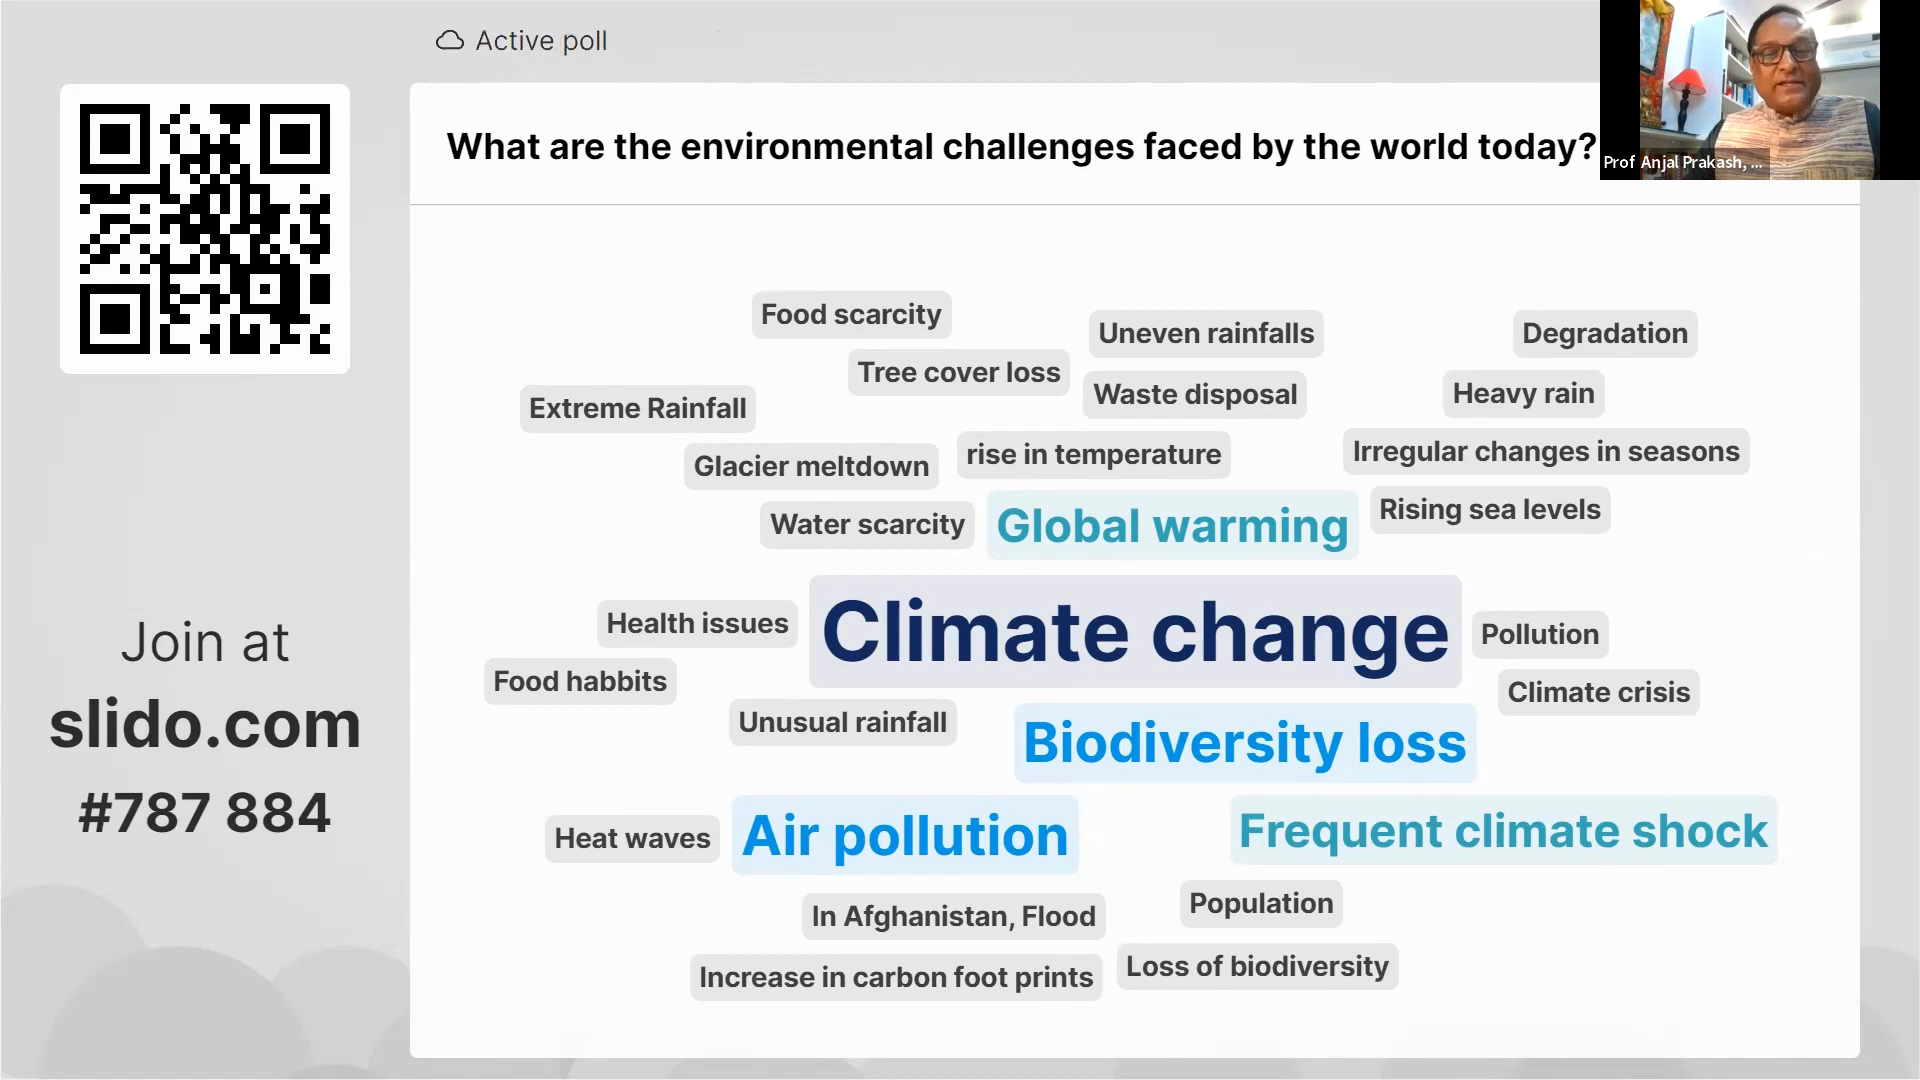 Active poll
What are the environmental challenges faced by the world today?
Prof Anjal Prakash, ...
Join at
slido.com
#787 884
Food scarcity
Uneven rainfalls
Degradation
Tree cover loss
Waste disposal
Heavy rain
Extreme Rainfall
Glacier meltdown
rise in temperature
Irregular changes in seasons
Water scarcity
Global warming
Rising sea levels
Health issues
Climate change
Pollution
Food habbits
Climate crisis
Unusual rainfall
Biodiversity loss
Heat waves
Air pollution
Frequent climate shock
In Afghanistan, Flood
Population
Increase in carbon foot prints
Loss of biodiversity